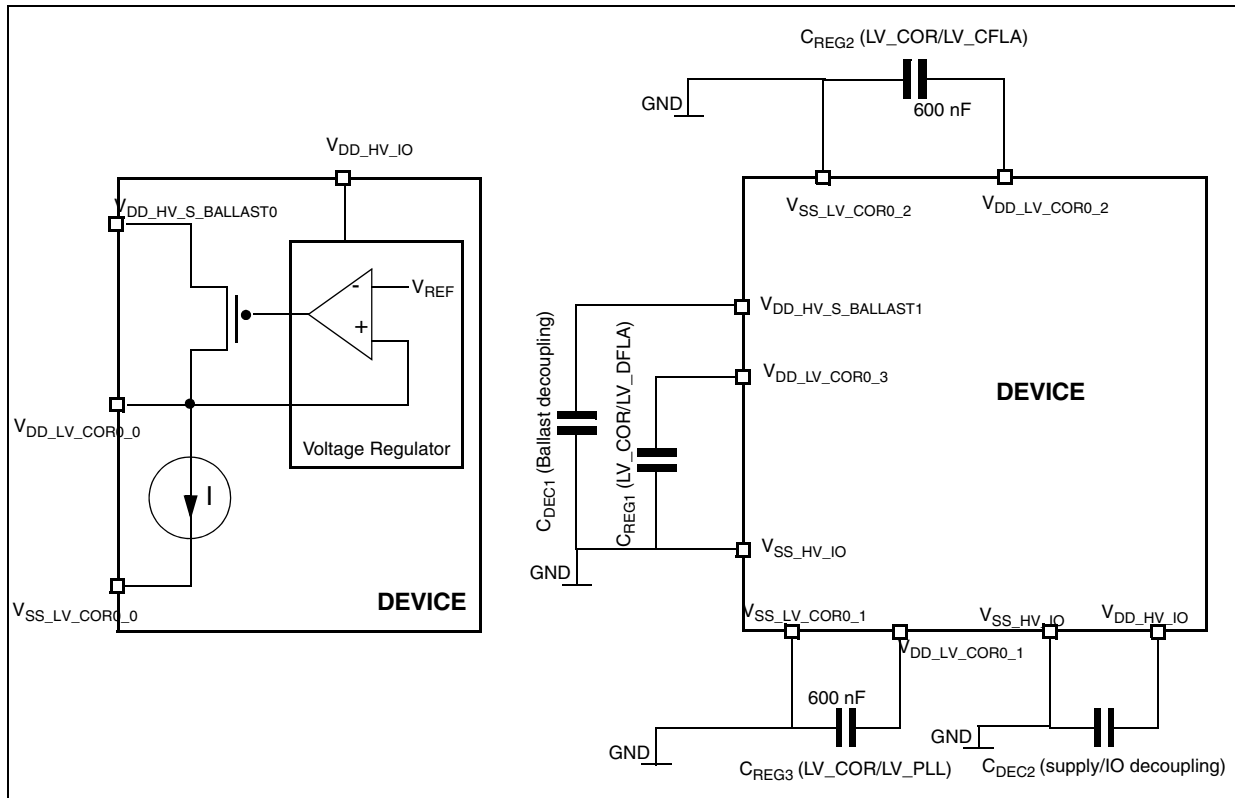 V_DD_HV_IO
V_DD_HV_S_BALLAST0
-
V_REF
+
V_DD_LV_COR0_0
Voltage Regulator
I
V_SS_LV_COR0_0
DEVICE
C_REG2 (LV_COR/LV_CFLA)
GND
600 nF
V_SS_LV_COR0_2
V_DD_LV_COR0_2
V_DD_HV_S_BALLAST1
V_DD_LV_COR0_3
DEVICE
C_DEC1 (Ballast decoupling)
C_REG1 (LV_COR/LV_DFLA)
V_SS_HV_IO
GND
V_SS_LV_COR0_1
V_DD_LV_COR0_1
V_SS_HV_IO
V_DD_HV_IO
600 nF
GND
C_REG3 (LV_COR/LV_PLL)
GND
C_DEC2 (supply/IO decoupling)